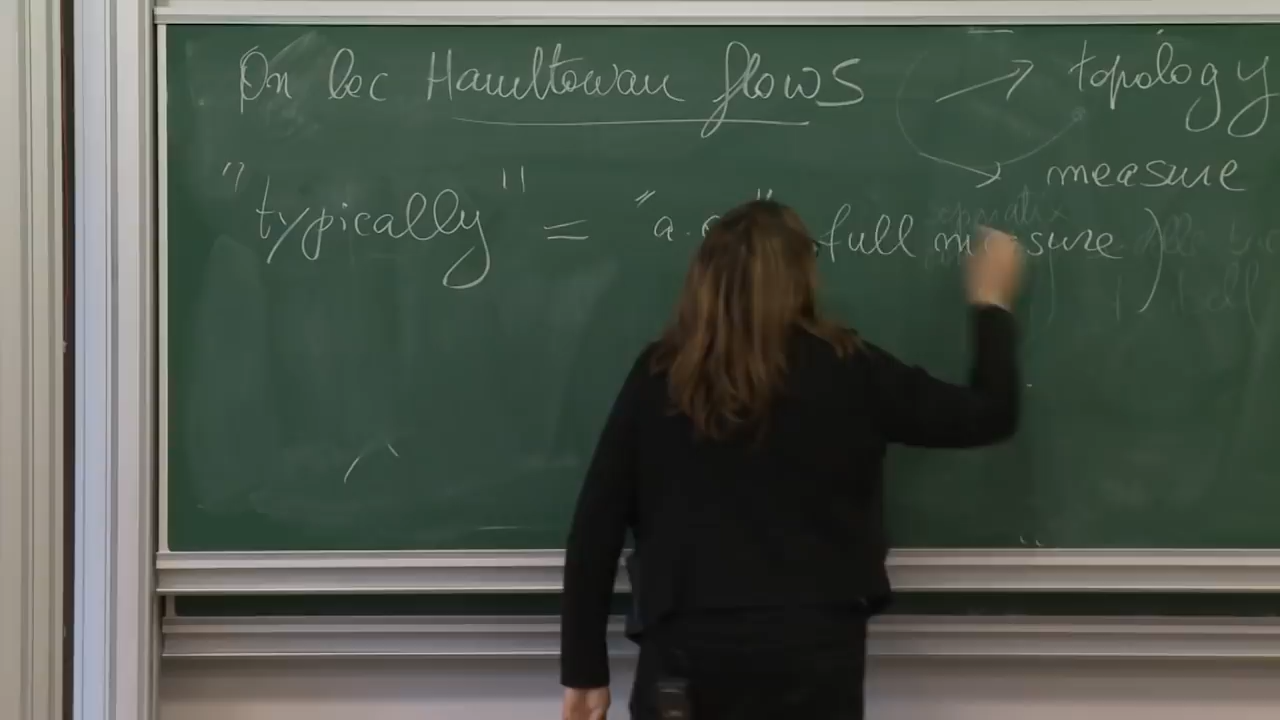 On loc Hamiltonian flows → topology
→ measure
"typically" = "a.e" full measure)